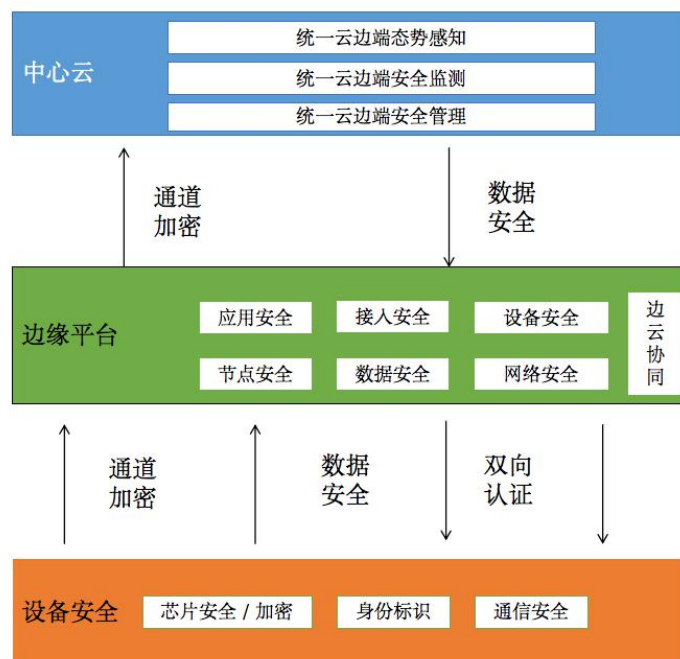 统一云边端态势感知
中心云
统一云边端安全监测
统一云边端安全管理
通道
加密
数据
安全
边缘平台
应用安全
接入安全
设备安全
节点安全
数据安全
网络安全
边
云
协
同
通道
加密
数据
安全
双向
认证
设备安全
芯片安全 / 加密
身份标识
通信安全